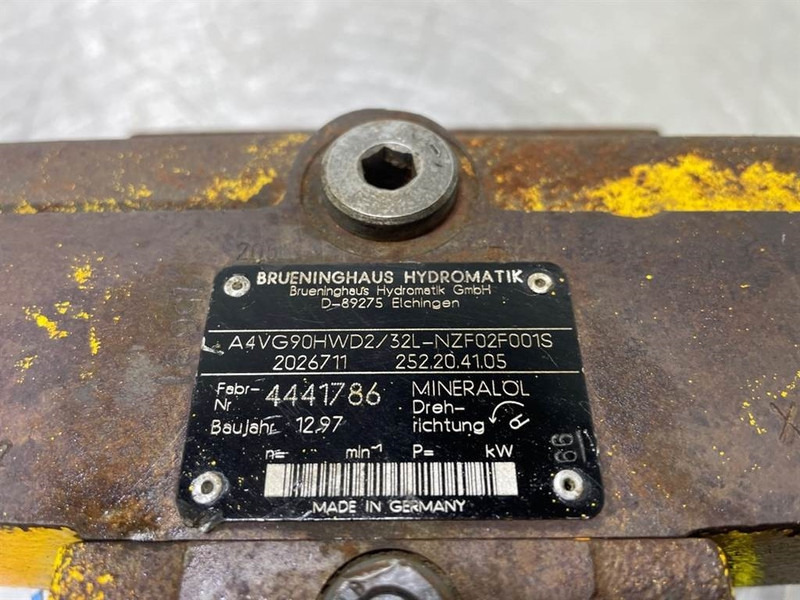 BRUENINGHAUS HYDROMATIK
Brueninghaus Hydromatik GmbH
D-89275 Elchingen
A4VG90HWD2/32L-NZF02F001S
2026711 252.20.41.05
Fabr-Nr 4441786 MINERALÖL
Baujahr 12.97 Dreh-richtung R
n= min⁻¹ P= kW
MADE IN GERMANY
66